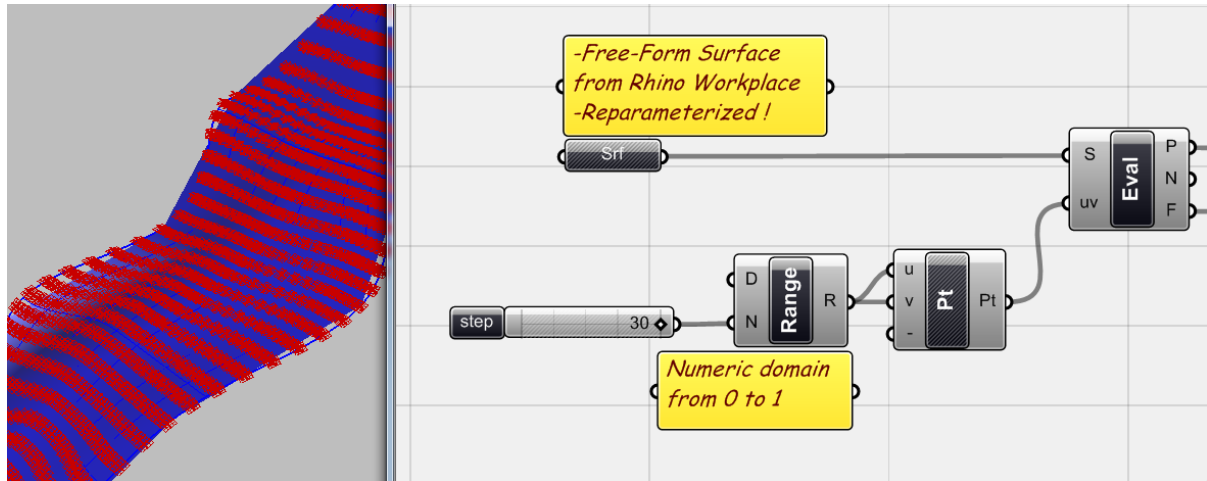 -Free-Form Surface
from Rhino Workplace
-Reparameterized !
Srf
S
uv
Eval
P
N
F
step
30
D
N
Range
R
u
v
-
Pt
Pt
Numeric domain
from 0 to 1